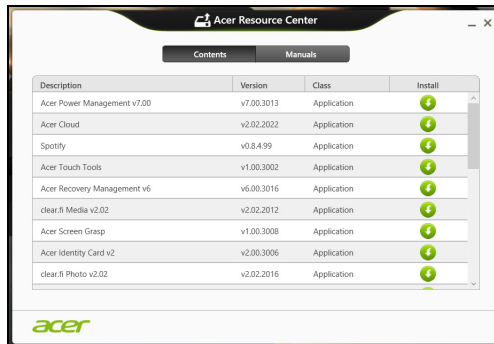 Acer Resource Center
Contents Manuals
Description Version Class Install
Acer Power Management v7.00 v7.00.3013 Application
Acer Cloud v2.02.2022 Application
Spotify v0.8.4.99 Application
Acer Touch Tools v1.00.3002 Application
Acer Recovery Management v6 v6.00.3016 Application
clear.fi Media v2.02 v2.02.2012 Application
Acer Screen Grasp v1.00.3008 Application
Acer Identity Card v2 v2.00.3006 Application
clear.fi Photo v2.02 v2.02.2016 Application
acer